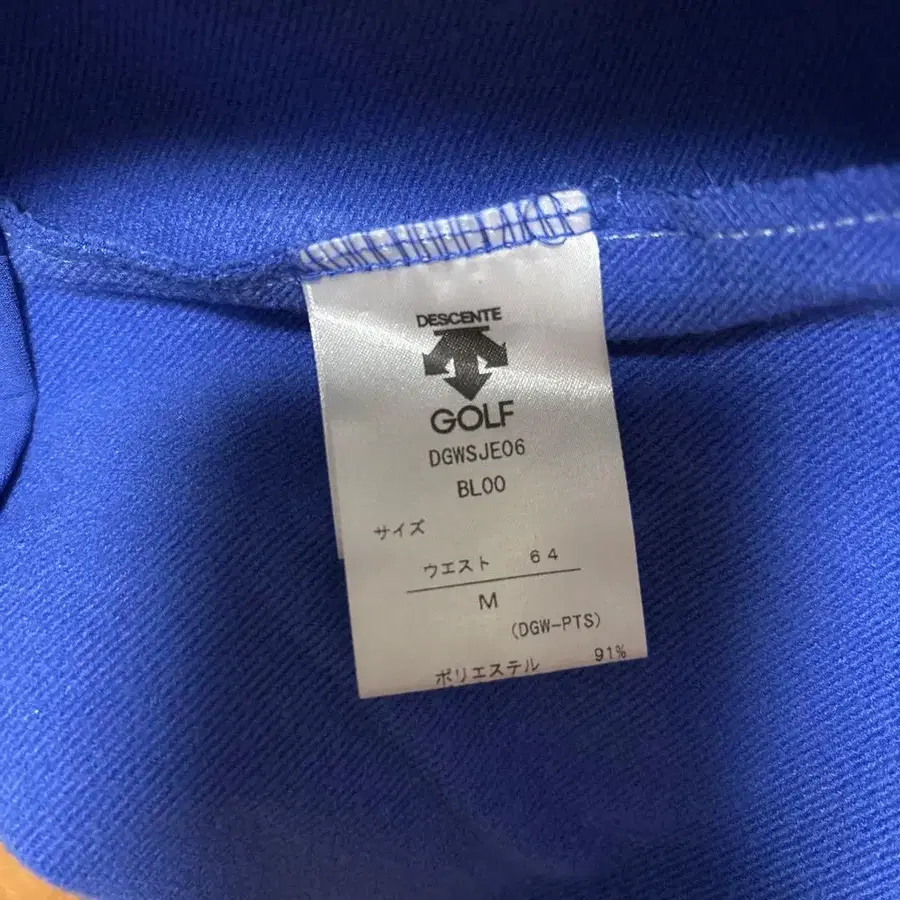 DESCENTE
GOLF
DGWSJE06
BL00
サイズ
ウエスト 64
M
(DGW-PTS)
ポリエステル 91%